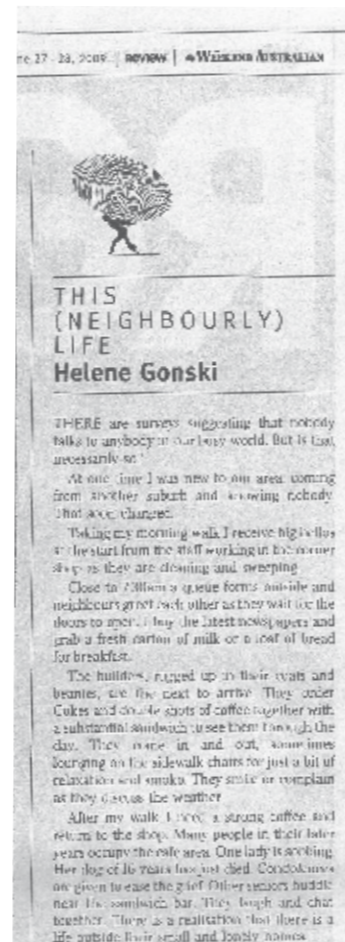 ne 27 - 28, 2009 | REVIEW | THE WEEKEND AUSTRALIAN
THIS
(NEIGHBOURLY)
LIFE
Helene Gonski
THERE are surveys suggesting that nobody
talks to anybody in our busy world. But is that
necessarily so?
At one time I was new to our area, coming
from another suburb and knowing nobody.
That soon changed.
Taking my morning walk I receive big hellos
at the start from the staff working in the corner
shop as they are cleaning and sweeping.
Close to 7.00am a queue forms outside and
neighbours greet each other as they wait for the
doors to open. I buy the latest newspapers and
grab a fresh carton of milk or a loaf of bread
for breakfast.
The builders, rugged up in their coats and
beanies, are the next to arrive. They order
Cokes and double shots of coffee together with
a substantial sandwich to see them through the
day. They come in and out, sometimes
lounging on the sidewalk chairs for just a bit of
relaxation and smoko. They smile or complain
as they discuss the weather.
After my walk I need a strong coffee and
return to the shop. Many people in their later
years occupy the cafe area. One lady is sobbing.
Her dog of 16 years has just died. Condolences
are given to ease the grief. Other seniors huddle
near the sandwich bar. They laugh and chat
together. There is a realisation that there is a
life outside their small and lonely homes.